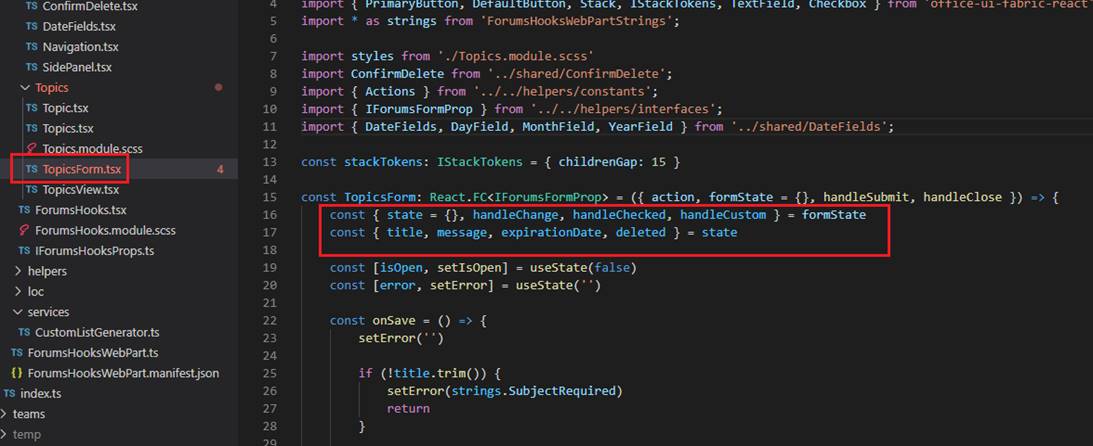 ConfirmDelete.tsx
TS DateFields.tsx
TS Navigation.tsx
TS SidePanel.tsx
Topics
TS Topic.tsx
TS Topics.tsx
Topics.module.scss
TS TopicsForm.tsx 4
TS TopicsView.tsx
TS ForumsHooks.tsx
ForumsHooks.module.scss
TS IForumsHooksProps.ts
helpers
loc
services
TS CustomListGenerator.ts
TS ForumsHooksWebPart.ts
{} ForumsHooksWebPart.manifest.json
TS index.ts
teams
temp
4 import { PrimaryButton, DefaultButton, Stack, IStackTokens, TextField, Checkbox } from 'office-ui-fabric-react'
5 import * as strings from 'ForumsHooksWebPartStrings';
6
7 import styles from './Topics.module.scss'
8 import ConfirmDelete from '../shared/ConfirmDelete';
9 import { Actions } from '../../helpers/constants';
10 import { IForumsFormProp } from '../../helpers/interfaces';
11 import { DateFields, DayField, MonthField, YearField } from '../shared/DateFields';
12
13 const stackTokens: IStackTokens = { childrenGap: 15 }
14
15 const TopicsForm: React.FC<IForumsFormProp> = ({ action, formState = {}, handleSubmit, handleClose }) => {
16 const { state = {}, handleChange, handleChecked, handleCustom } = formState
17 const { title, message, expirationDate, deleted } = state
18
19 const [isOpen, setIsOpen] = useState(false)
20 const [error, setError] = useState('')
21
22 const onSave = () => {
23 setError('')
24
25 if (!title.trim()) {
26 setError(strings.SubjectRequired)
27 return
28 }
29